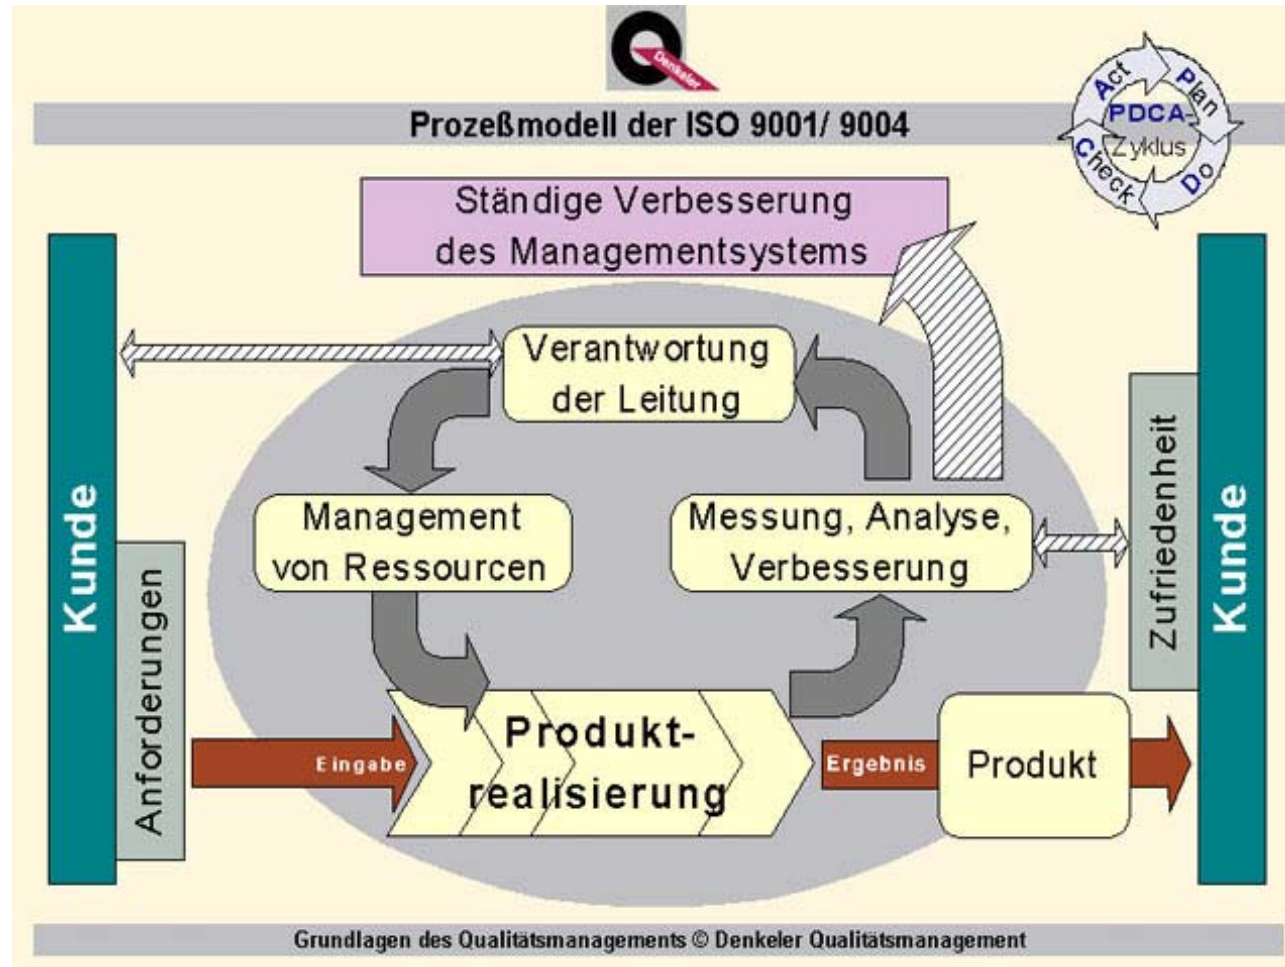 Denkeler
Prozeßmodell der ISO 9001/ 9004
Act
Plan
PDCA-
Zyklus
Check
Do
Ständige Verbesserung
des Managementsystems
Verantwortung
der Leitung
Management
von Ressourcen
Messung, Analyse,
Verbesserung
Kunde
Anforderungen
Zufriedenheit
Kunde
Eingabe
Produkt-
realisierung
Ergebnis
Produkt
Grundlagen des Qualitätsmanagements © Denkeler Qualitätsmanagement